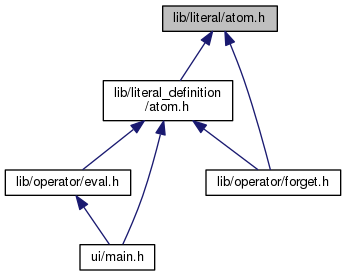 lib/literal/atom.h
lib/literal_definition
/atom.h
lib/operator/eval.h
lib/operator/forget.h
ui/main.h